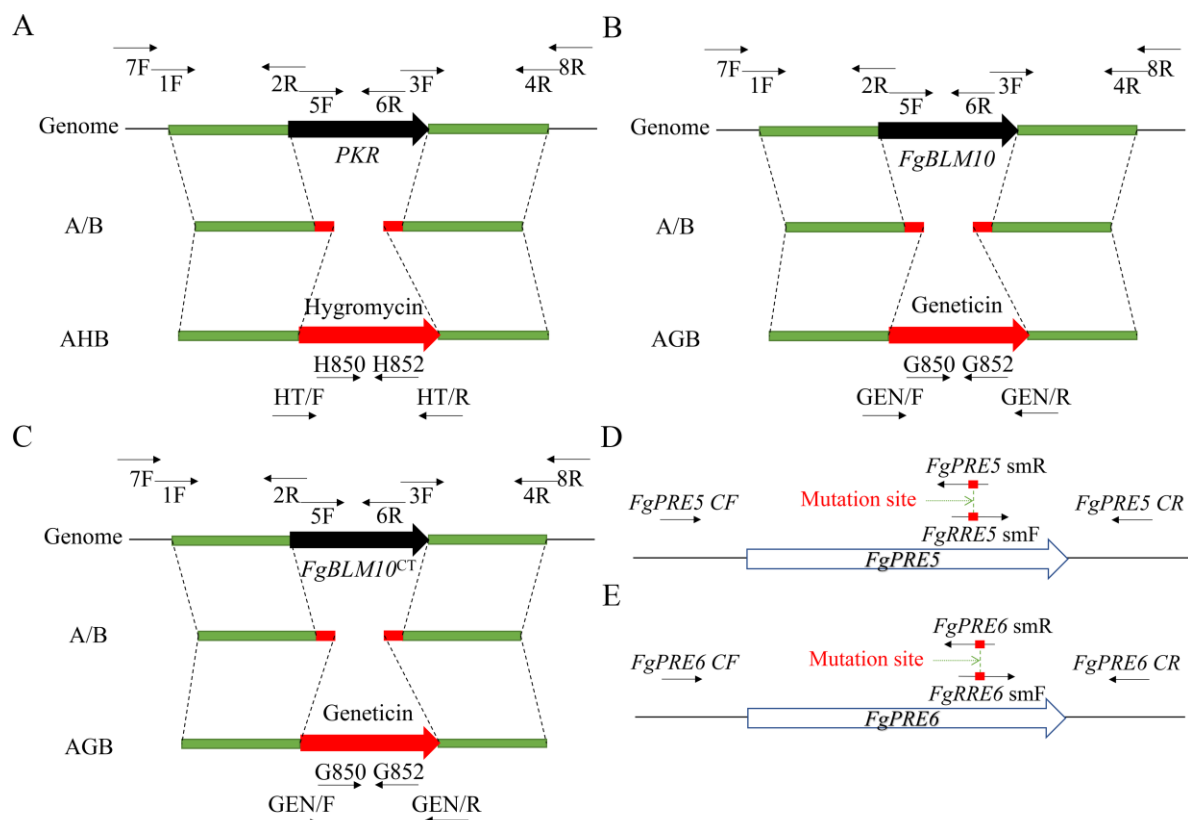 A
7F
1F
2R
5F
6R
3F
4R
8R
Genome
PKR
A/B
Hygromycin
AHB
H850 H852
HT/F
HT/R
B
7F
1F
2R
5F
6R
3F
4R
8R
Genome
FgBLM10
A/B
Geneticin
AGB
G850 G852
GEN/F
GEN/R
C
7F
1F
2R
5F
6R
3F
4R
8R
Genome
FgBLM10CT
A/B
Geneticin
AGB
G850 G852
GEN/F
GEN/R
D
FgPRE5 smR
Mutation site
FgPRE5 CF
FgPRE5 CR
FgRRE5 smF
FgPRE5
E
FgPRE6 smR
FgPRE6 CF
Mutation site
FgPRE6 CR
FgRRE6 smF
FgPRE6